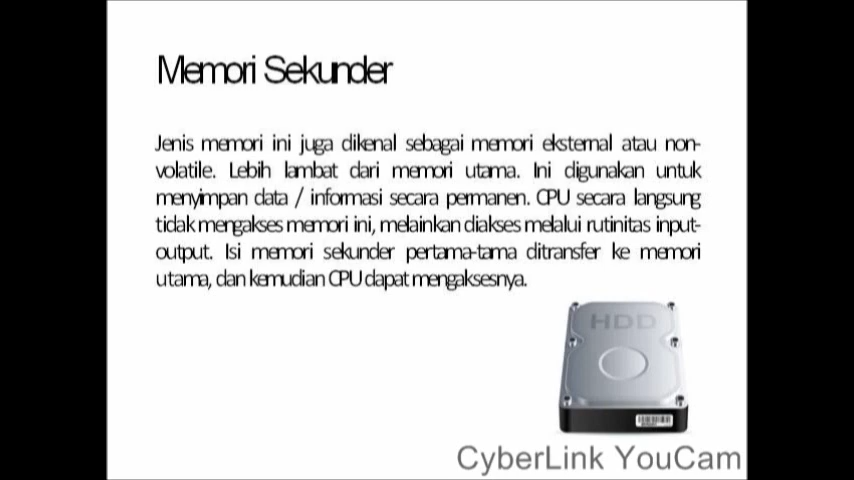 Memori Sekunder
Jenis memori ini juga dikenal sebagai memori eksternal atau non-
volatile. Lebih lambat dari memori utama. Ini digunakan untuk
menyimpan data / informasi secara permanen. CPU secara langsung
tidak mengakses memori ini, melainkan diakses melalui rutinitas input-
output. Isi memori sekunder pertama-tama ditransfer ke memori
utama, dan kemudian CPU dapat mengaksesnya.
HDD
CyberLink YouCam